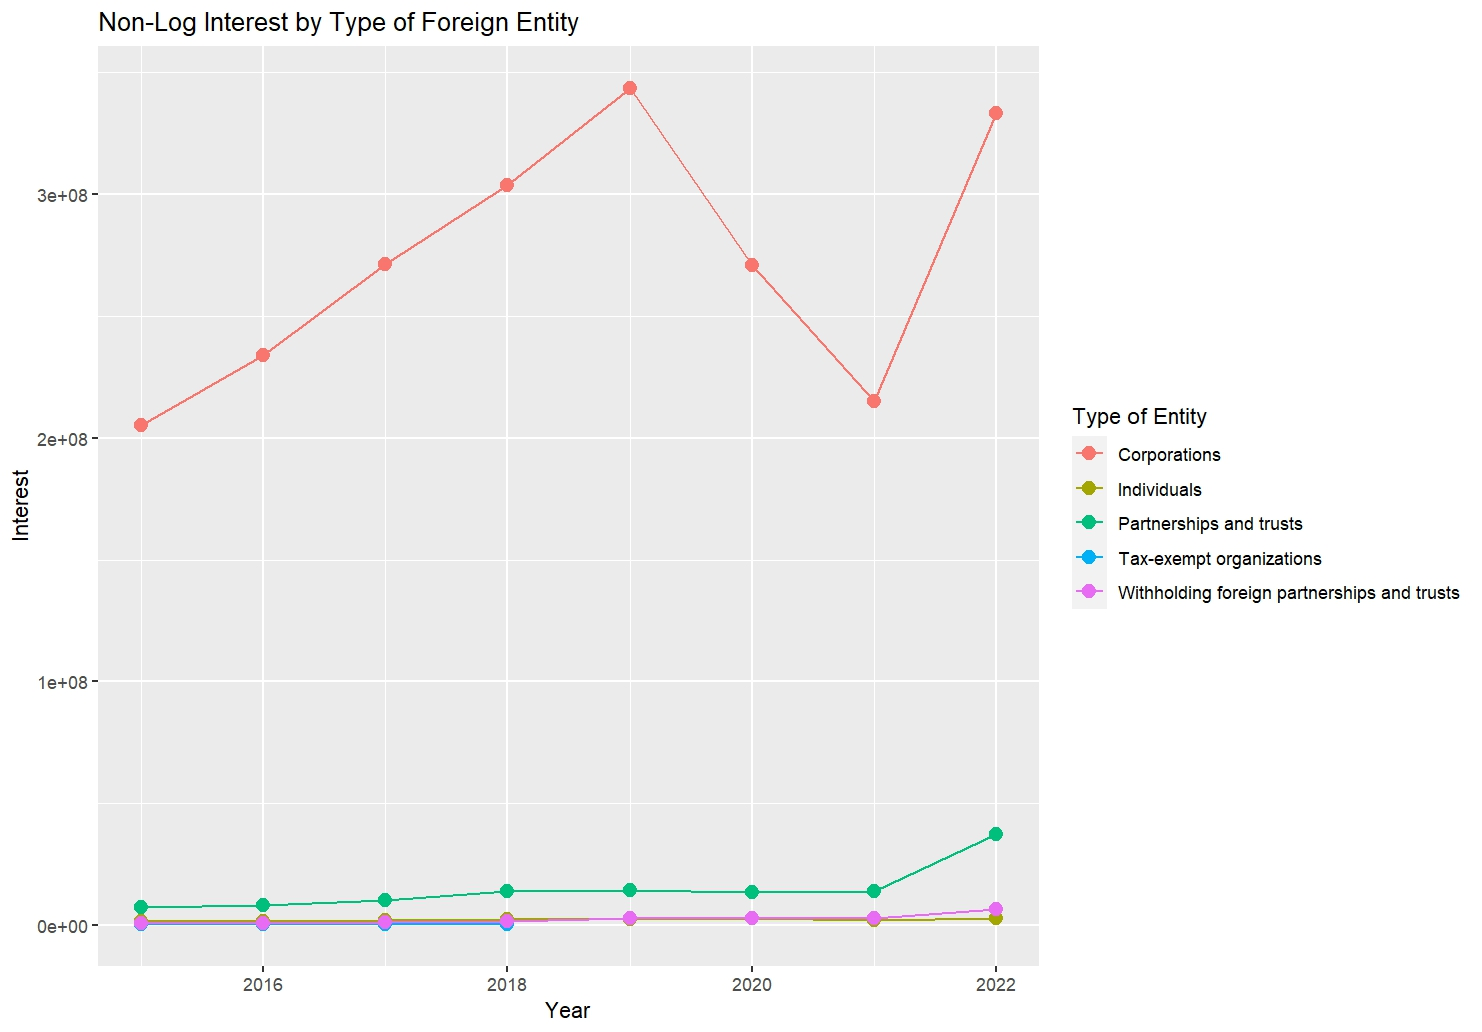 Non-Log Interest by Type of Foreign Entity
3e+08
2e+08
1e+08
0e+00
Interest
2016 2018 2020 2022
Year
Type of Entity
Corporations
Individuals
Partnerships and trusts
Tax-exempt organizations
Withholding foreign partnerships and trusts